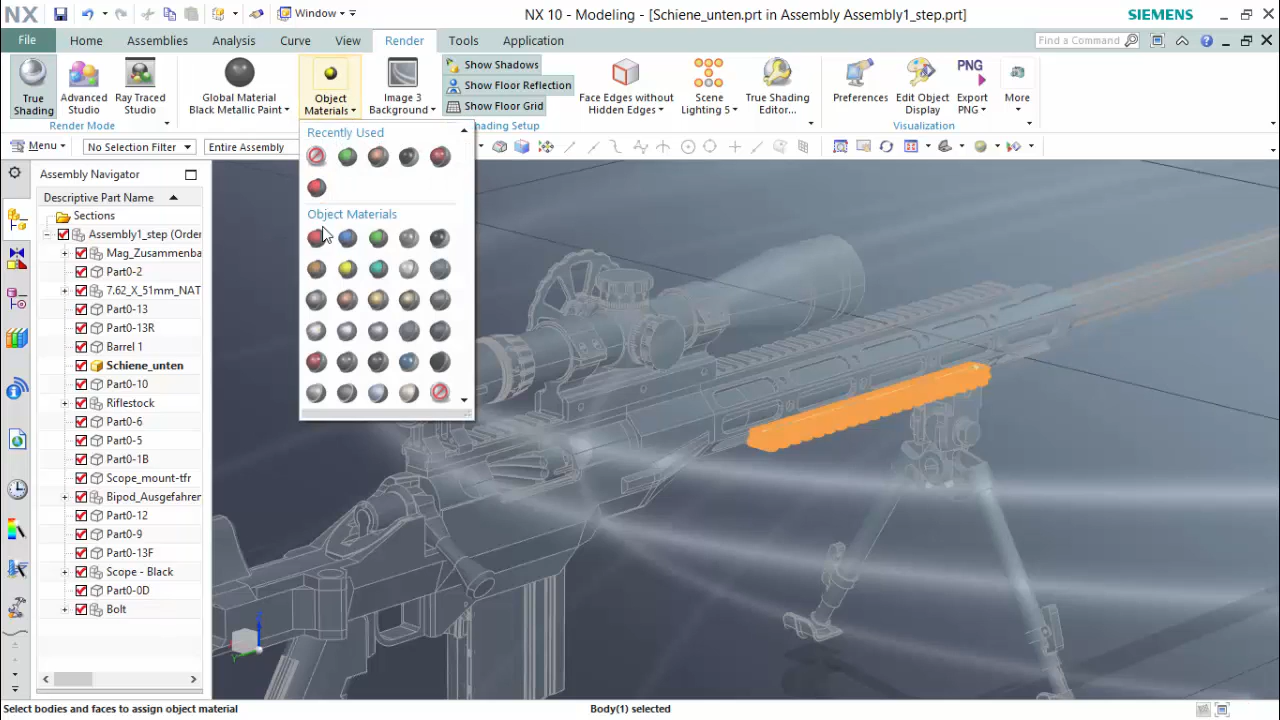 NX
Window
NX 10 - Modeling - [Schiene_unten.prt in Assembly Assembly1_step.prt]
SIEMENS
File Home Assemblies Analysis Curve View Render Tools Application
Find a Command
True Shading
Advanced Studio
Ray Traced Studio
Render Mode
Global Material Black Metallic Paint
Object Materials
Image 3 Background
Show Shadows
Show Floor Reflection
Show Floor Grid
hading Setup
Face Edges without Hidden Edges
Scene Lighting 5
True Shading Editor...
Preferences
Edit Object Display
PNG
Export PNG
More
Visualization
Menu
No Selection Filter
Entire Assembly
Recently Used
Object Materials
Assembly Navigator
Descriptive Part Name
Sections
Assembly1_step (Order
Mag_Zusammenba
Part0-2
7.62_X_51mm_NAT
Part0-13
Part0-13R
Barrel 1
Schiene_unten
Part0-10
Riflestock
Part0-6
Part0-5
Part0-1B
Scope_mount-tfr
Bipod_Ausgefahren
Part0-12
Part0-9
Part0-13F
Scope - Black
Part0-0D
Bolt
Select bodies and faces to assign object material
Body(1) selected